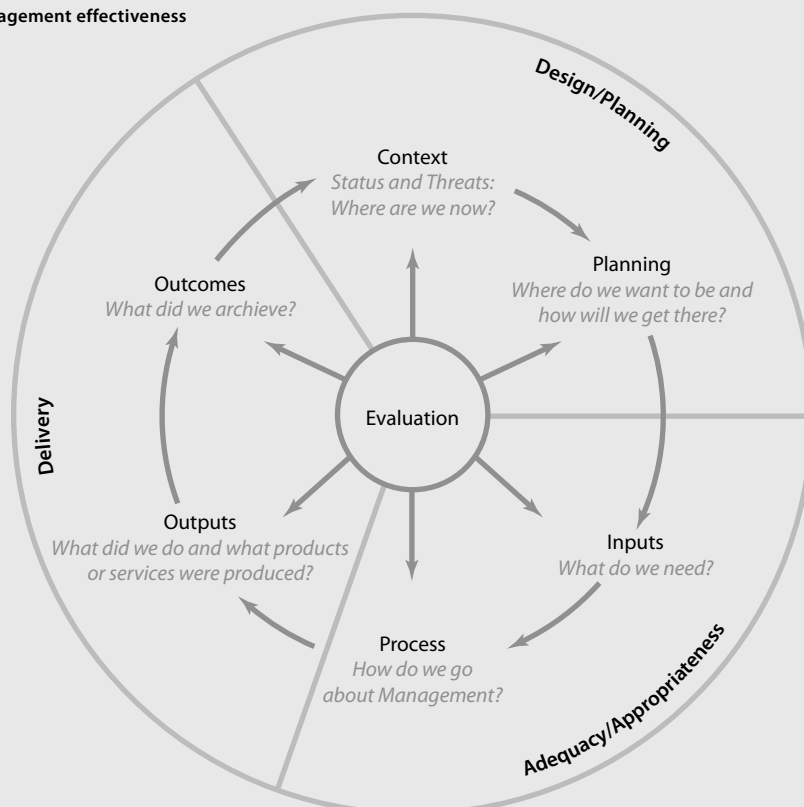 Management effectiveness
Design/Planning
Context
Status and Threats:
Where are we now?
Planning
Where do we want to be and
how will we get there?
Outcomes
What did we archieve?
Evaluation
Delivery
Outputs
What did we do and what products
or services were produced?
Inputs
What do we need?
Process
How do we go
about Management?
Adequacy/Appropriateness